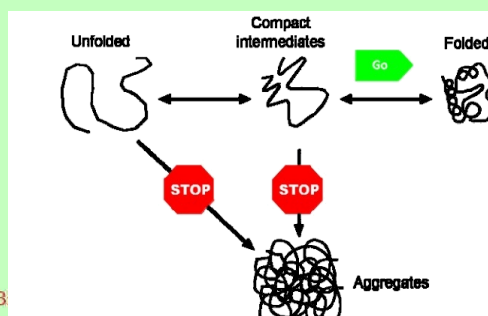 Unfolded
Compact
intermediates
Folded
Go
STOP
STOP
Aggregates